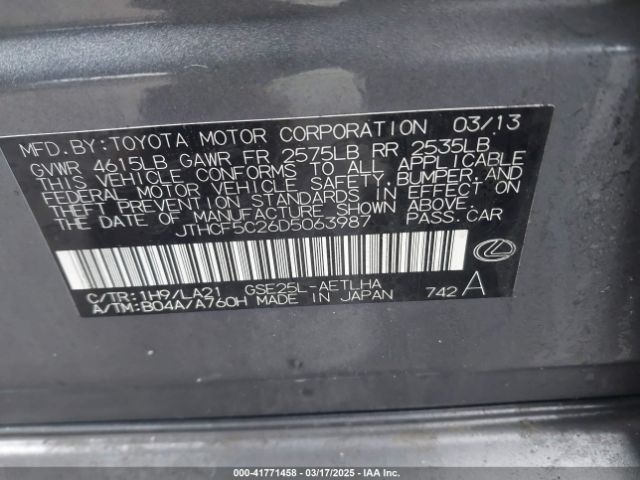 MFD.BY:TOYOTA MOTOR CORPORATION 03/13
GVWR 4615LB GAWR FR 2575LB RR 2535LB
THIS VEHICLE CONFORMS TO ALL APPLICABLE
FEDERAL MOTOR VEHICLE SAFETY,BUMPER,AND
THEFT PREVENTION STANDARDS IN EFFECT ON
THE DATE OF MANUFACTURE SHOWN ABOVE.
JTHCF5C26D5063987 PASS.CAR
C/TR:1H9/LA21 GSE25L-AETLHA
A/TM:B04A/A760H MADE IN JAPAN 742 A
000-41771458 - 03/17/2025 - IAA Inc.